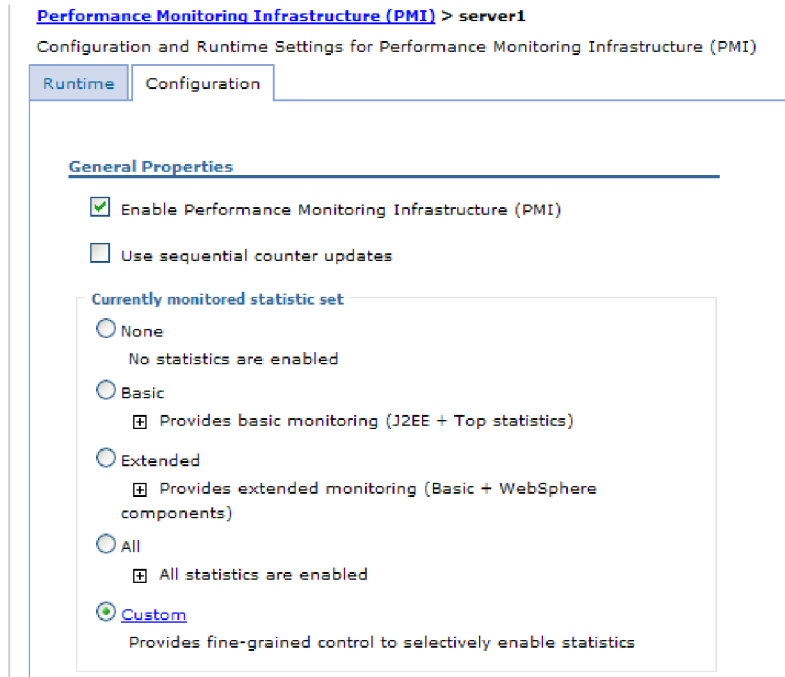 Performance Monitoring Infrastructure (PMI) > server1
Configuration and Runtime Settings for Performance Monitoring Infrastructure (PMI)
Runtime Configuration
General Properties
Enable Performance Monitoring Infrastructure (PMI)
Use sequential counter updates
Currently monitored statistic set
None
No statistics are enabled
Basic
Provides basic monitoring (J2EE + Top statistics)
Extended
Provides extended monitoring (Basic + WebSphere
components)
All
All statistics are enabled
Custom
Provides fine-grained control to selectively enable statistics